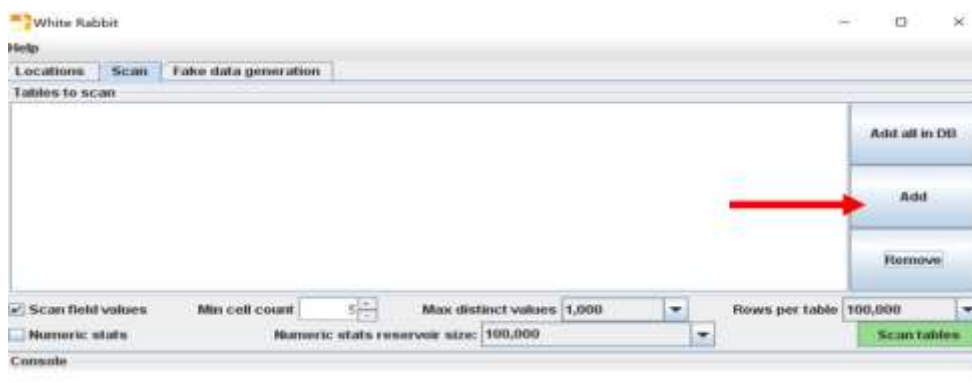 White Rabbit
Help
Locations Scan Fake data generation
Tables to scan
Add all in DB
Add
Remove
Scan field values Min cell count 5 Max distinct values 1,000 Rows per table 100,000
Numeric stats Numeric stats reservoir size: 100,000 Scan tables
Console